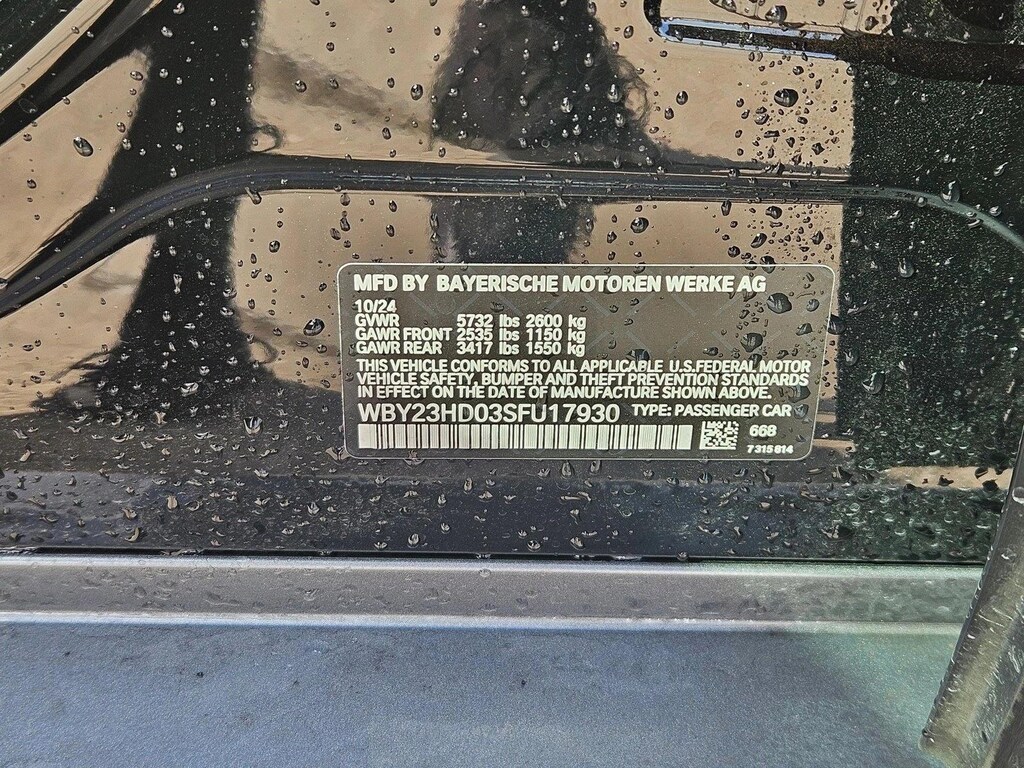 MFD BY BAYERISCHE MOTOREN WERKE AG
10/24
GVWR 5732 lbs 2600 kg
GAWR FRONT 2535 lbs 1150 kg
GAWR REAR 3417 lbs 1550 kg
THIS VEHICLE CONFORMS TO ALL APPLICABLE U.S.FEDERAL MOTOR
VEHICLE SAFETY, BUMPER AND THEFT PREVENTION STANDARDS
IN EFFECT ON THE DATE OF MANUFACTURE SHOWN ABOVE.
WBY23HD03SFU17930 TYPE: PASSENGER CAR
668
7 315 814